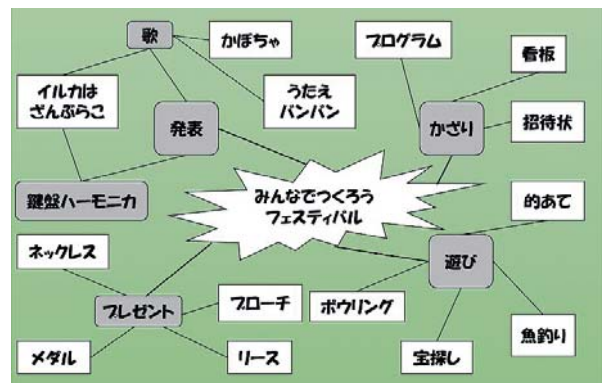 歌
かぼちゃ
プログラム
看板
イルカは
ざんぶらこ
うたえ
バンバン
発表
かざり
招待状
鍵盤ハーモニカ
みんなでつくろう
フェスティバル
的あて
ネックレス
遊び
プレゼント
ブローチ
ボウリング
魚釣り
メダル
リース
宝探し